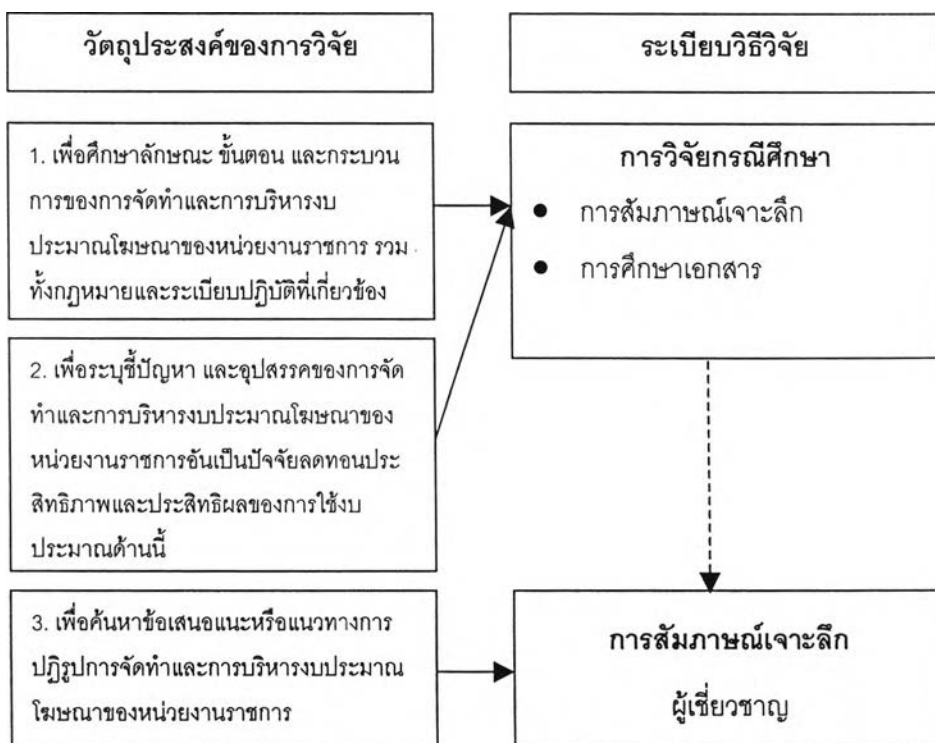 วัตถุประสงค์ของการวิจัย
ระเบียบวิธีวิจัย
1. เพื่อศึกษาลักษณะ ขั้นตอน และกระบวน
การของการจัดทำและการบริหารงบ
ประมาณโฆษณาของหน่วยงานราชการ รวม
ทั้งกฎหมายและระเบียบปฏิบัติที่เกี่ยวข้อง
การวิจัยกรณีศึกษา
● การสัมภาษณ์เจาะลึก
● การศึกษาเอกสาร
2. เพื่อระบุชี้ปัญหา และอุปสรรคของการจัด
ทำและการบริหารงบประมาณโฆษณาของ
หน่วยงานราชการอันเป็นปัจจัยลดทอนประ
สิทธิภาพและประสิทธิผลของการใช้งบ
ประมาณด้านนี้
3. เพื่อค้นหาข้อเสนอแนะหรือแนวทางการ
ปฏิรูปการจัดทำและการบริหารงบประมาณ
โฆษณาของหน่วยงานราชการ
การสัมภาษณ์เจาะลึก
ผู้เชี่ยวชาญ